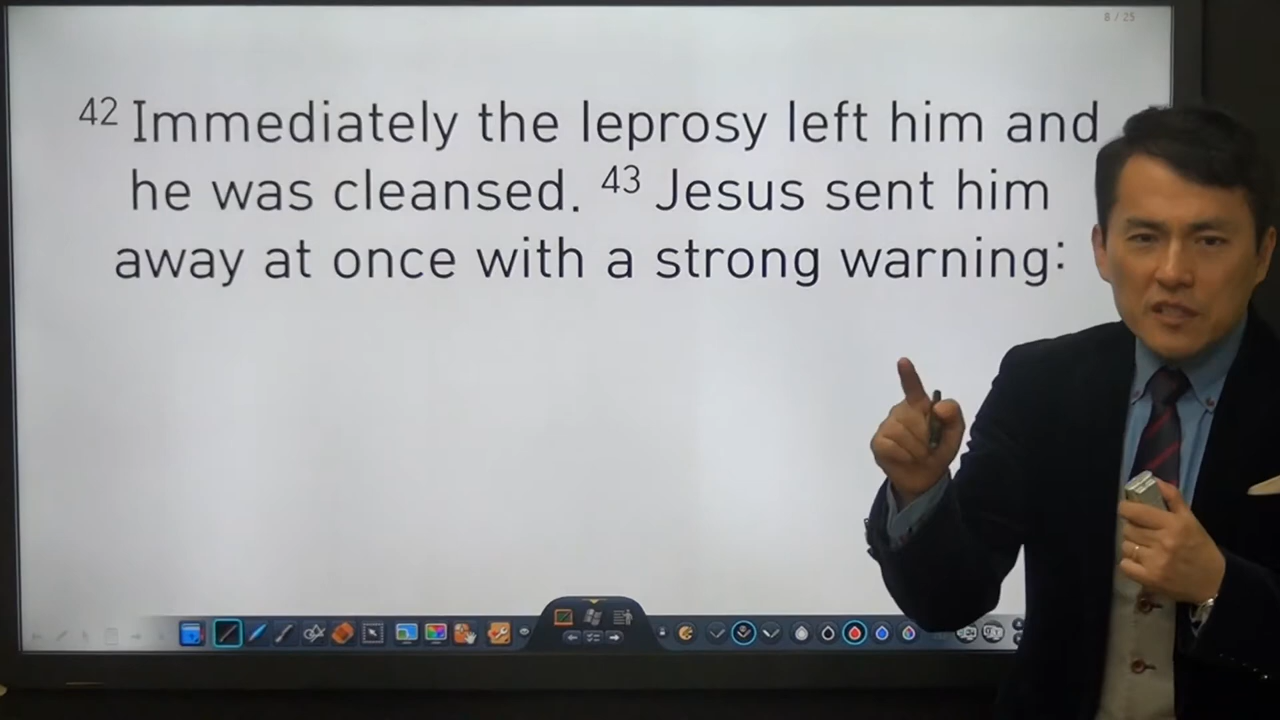 8 / 25
42 Immediately the leprosy left him and
he was cleansed. 43 Jesus sent him
away at once with a strong warning: